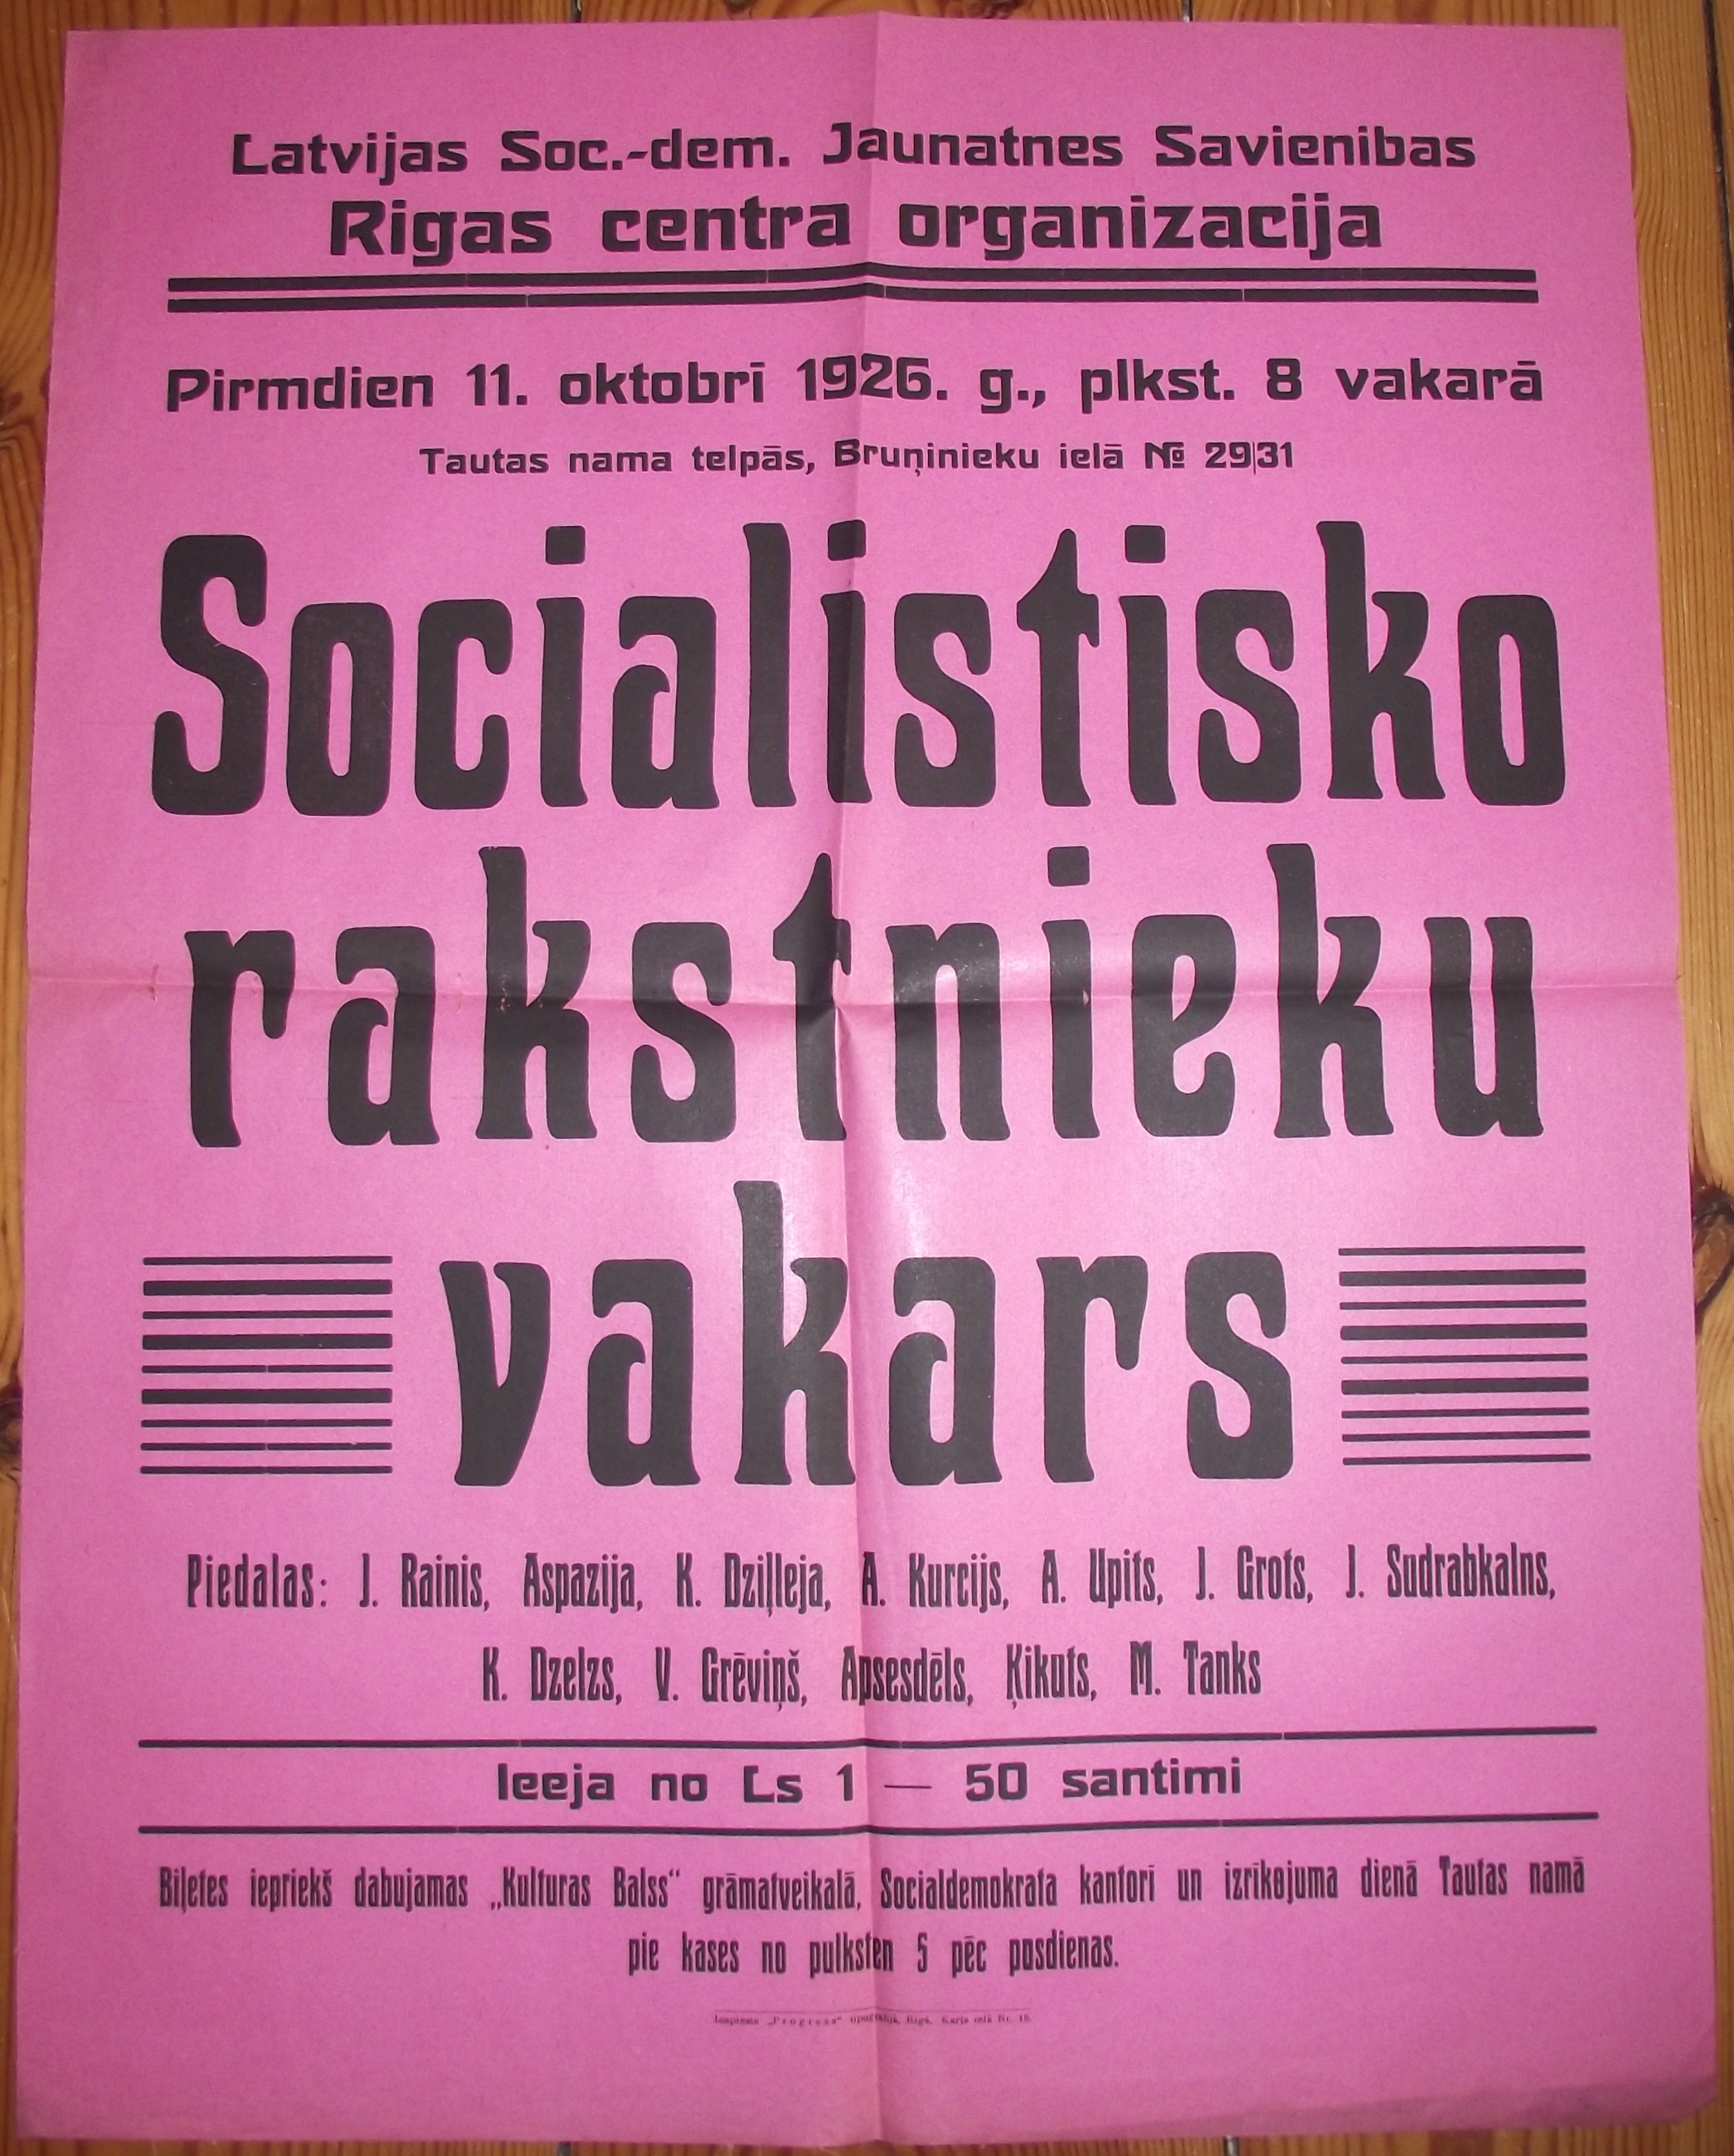 Latvijas Soc.-dem. Jaunatnes Savienibas
Rigas centra organizacija
Pirmdien 11. oktobrī 1926. g., plkst. 8 vakarā
Tautas nama telpās, Bruņinieku ielā № 29|31
Socialistisko
rakstnieku
vakars
Piedalas: J. Rainis, Aspazija, K. Dziļleja, A. Kurcijs, A. Upits, J. Grots, J. Sudrabkalns,
K. Dzelzs, V. Grēviņš, Apsesdēls, Ķikuts, M. Tanks
Ieeja no Ls 1 — 50 santimi
Biļetes iepriekš dabujamas „Kulturas Balss“ grāmatveikalā, Socialdemokrata kantorī un izrīkojuma dienā Tautas namā
pie kases no pulksten 5 pēc pusdienas.
Iespiests „Progress“ Rigā,